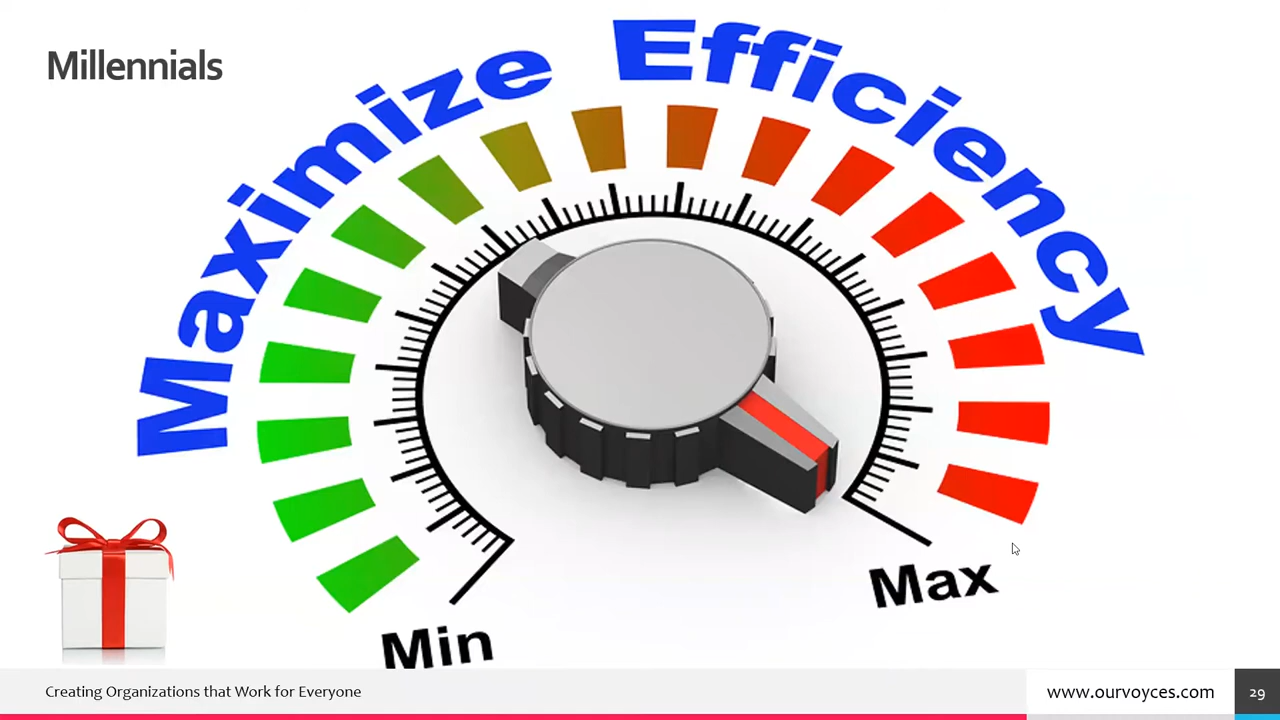 Millennials
Maximize Efficiency
Min
Max
Creating Organizations that Work for Everyone
www.ourvoyces.com
29